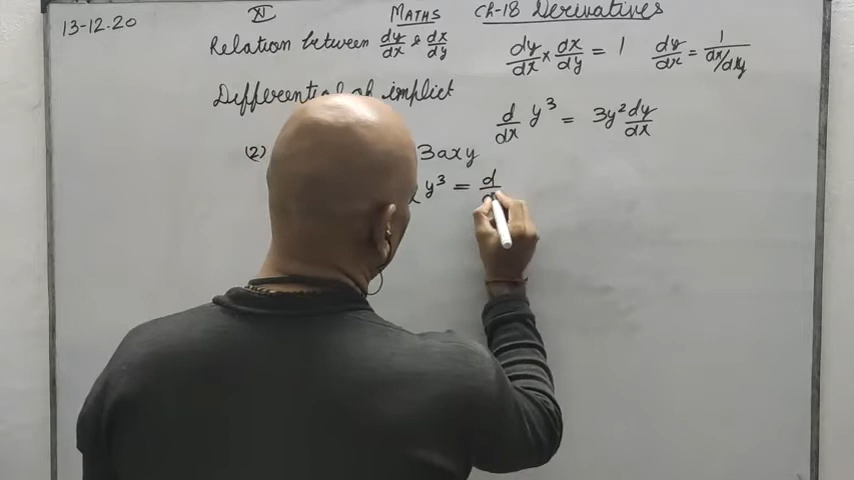 13-12-20 XI MATHS Ch-18 Derivatives
Relation between dy/dx & dx/dy dy/dx × dx/dy = 1 dy/dx = 1/dx/dy
Differential of implict
d/dx y³ = 3y² dy/dx
(2) 3axy
y³ = d